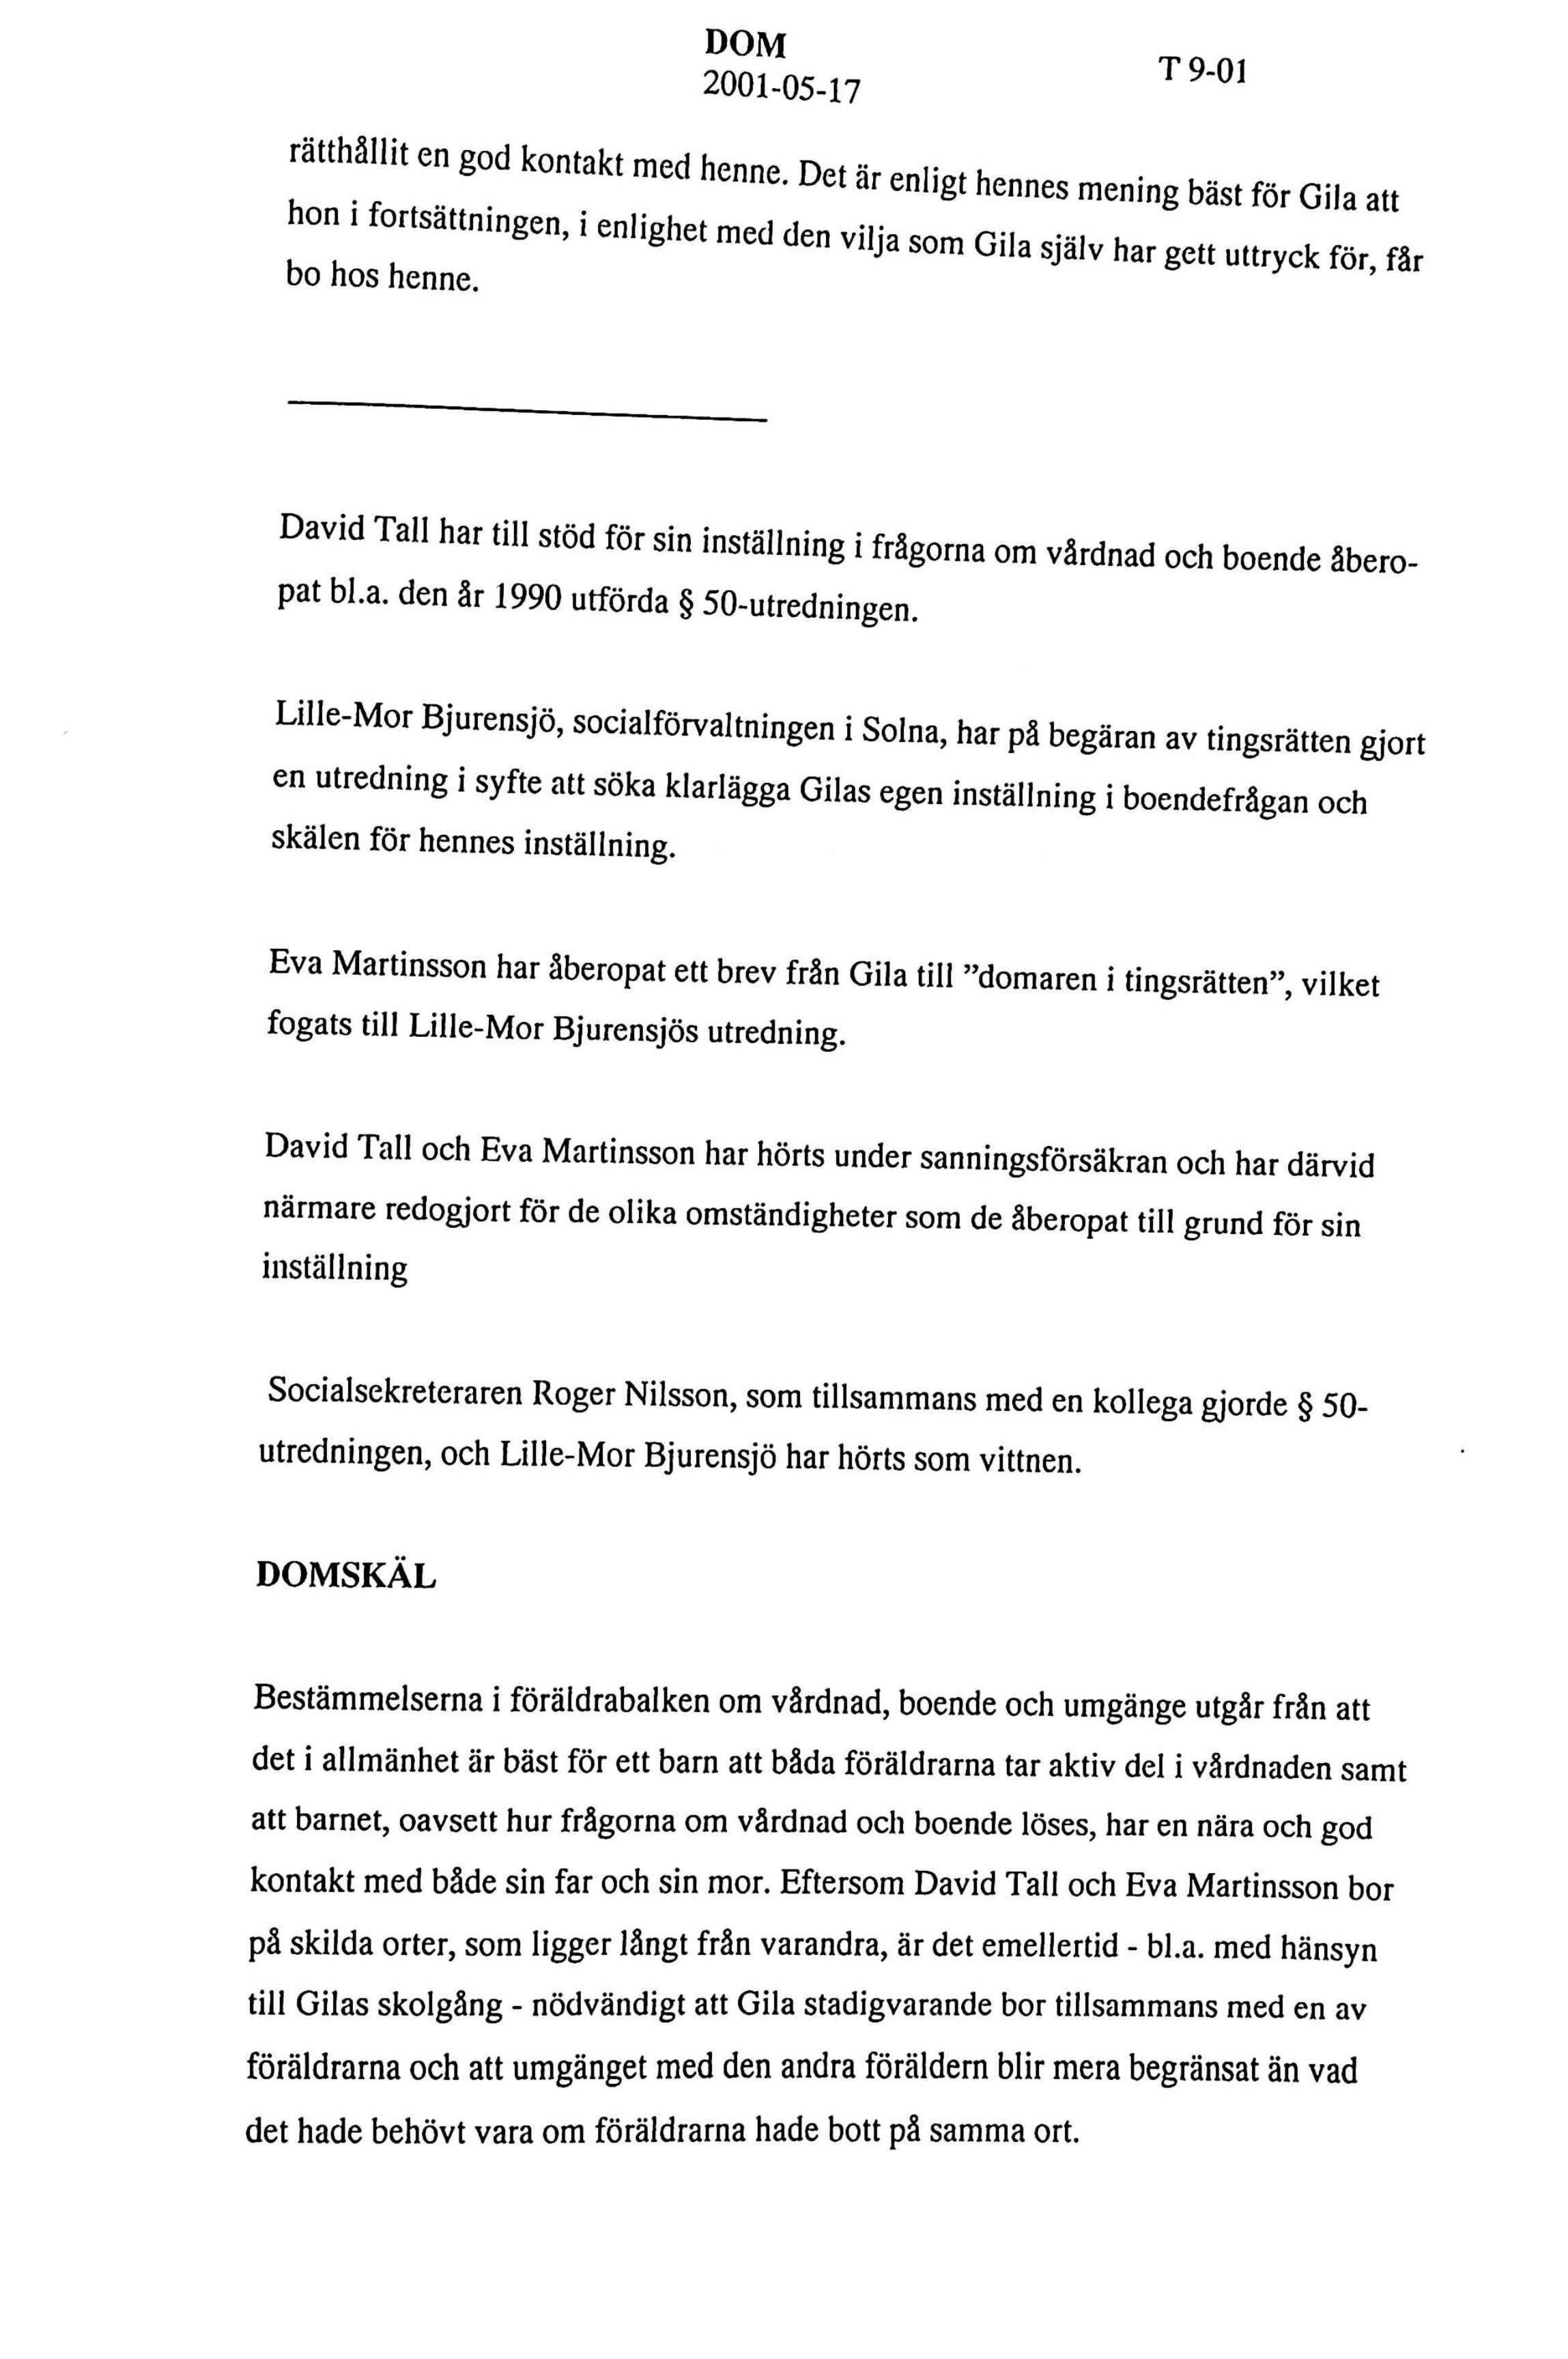 DOM
2001-05-17
T 9-01
rätthållit en god kontakt med henne. Det är enligt hennes mening bäst för Gila att
hon i fortsättningen, i enlighet med den vilja som Gila själv har gett uttryck för, får
bo hos henne.
David Tall har till stöd för sin inställning i frågorna om vårdnad och boende åbero-
pat bl.a. den år 1990 utförda § 50-utredningen.
Lille-Mor Bjurensjö, socialförvaltningen i Solna, har på begäran av tingsrätten gjort
en utredning i syfte att söka klarlägga Gilas egen inställning i boendefrågan och
skälen för hennes inställning.
Eva Martinsson har åberopat ett brev från Gila till ”domaren i tingsrätten”, vilket
fogats till Lille-Mor Bjurensjös utredning.
David Tall och Eva Martinsson har hörts under sanningsförsäkran och har därvid
närmare redogjort för de olika omständigheter som de åberopat till grund för sin
inställning
Socialsekreteraren Roger Nilsson, som tillsammans med en kollega gjorde § 50-
utredningen, och Lille-Mor Bjurensjö har hörts som vittnen.
DOMSKÄL
Bestämmelserna i föräldrabalken om vårdnad, boende och umgänge utgår från att
det i allmänhet är bäst för ett barn att båda föräldrarna tar aktiv del i vårdnaden samt
att barnet, oavsett hur frågorna om vårdnad och boende löses, har en nära och god
kontakt med både sin far och sin mor. Eftersom David Tall och Eva Martinsson bor
på skilda orter, som ligger långt från varandra, är det emellertid - bl.a. med hänsyn
till Gilas skolgång - nödvändigt att Gila stadigvarande bor tillsammans med en av
föräldrarna och att umgänget med den andra föräldern blir mera begränsat än vad
det hade behövt vara om föräldrarna hade bott på samma ort.